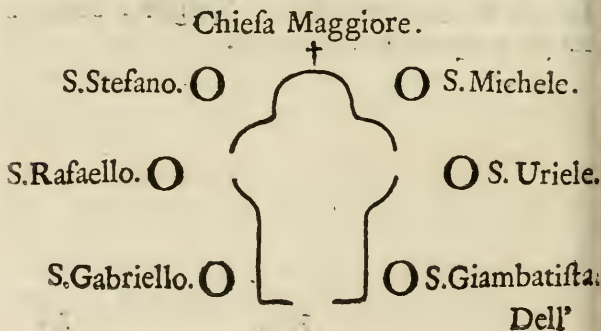 Chieſa Maggiore.
S.Stefano. O O S.Michele.
S.Rafaello. O O S. Uriele.
S.Gabriello. O O S.Giambatiſta.
Dell'